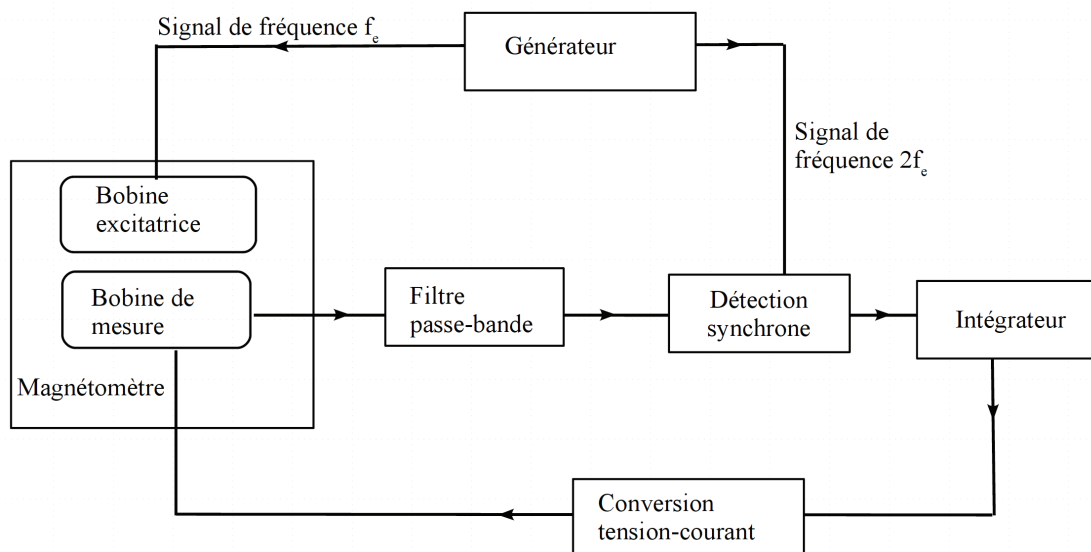 Signal de fréquence fₑ
Générateur
Signal de
fréquence 2fₑ
Bobine
excitatrice
Bobine de
mesure
Magnétomètre
Filtre
passe-bande
Détection
synchrone
Intégrateur
Conversion
tension-courant